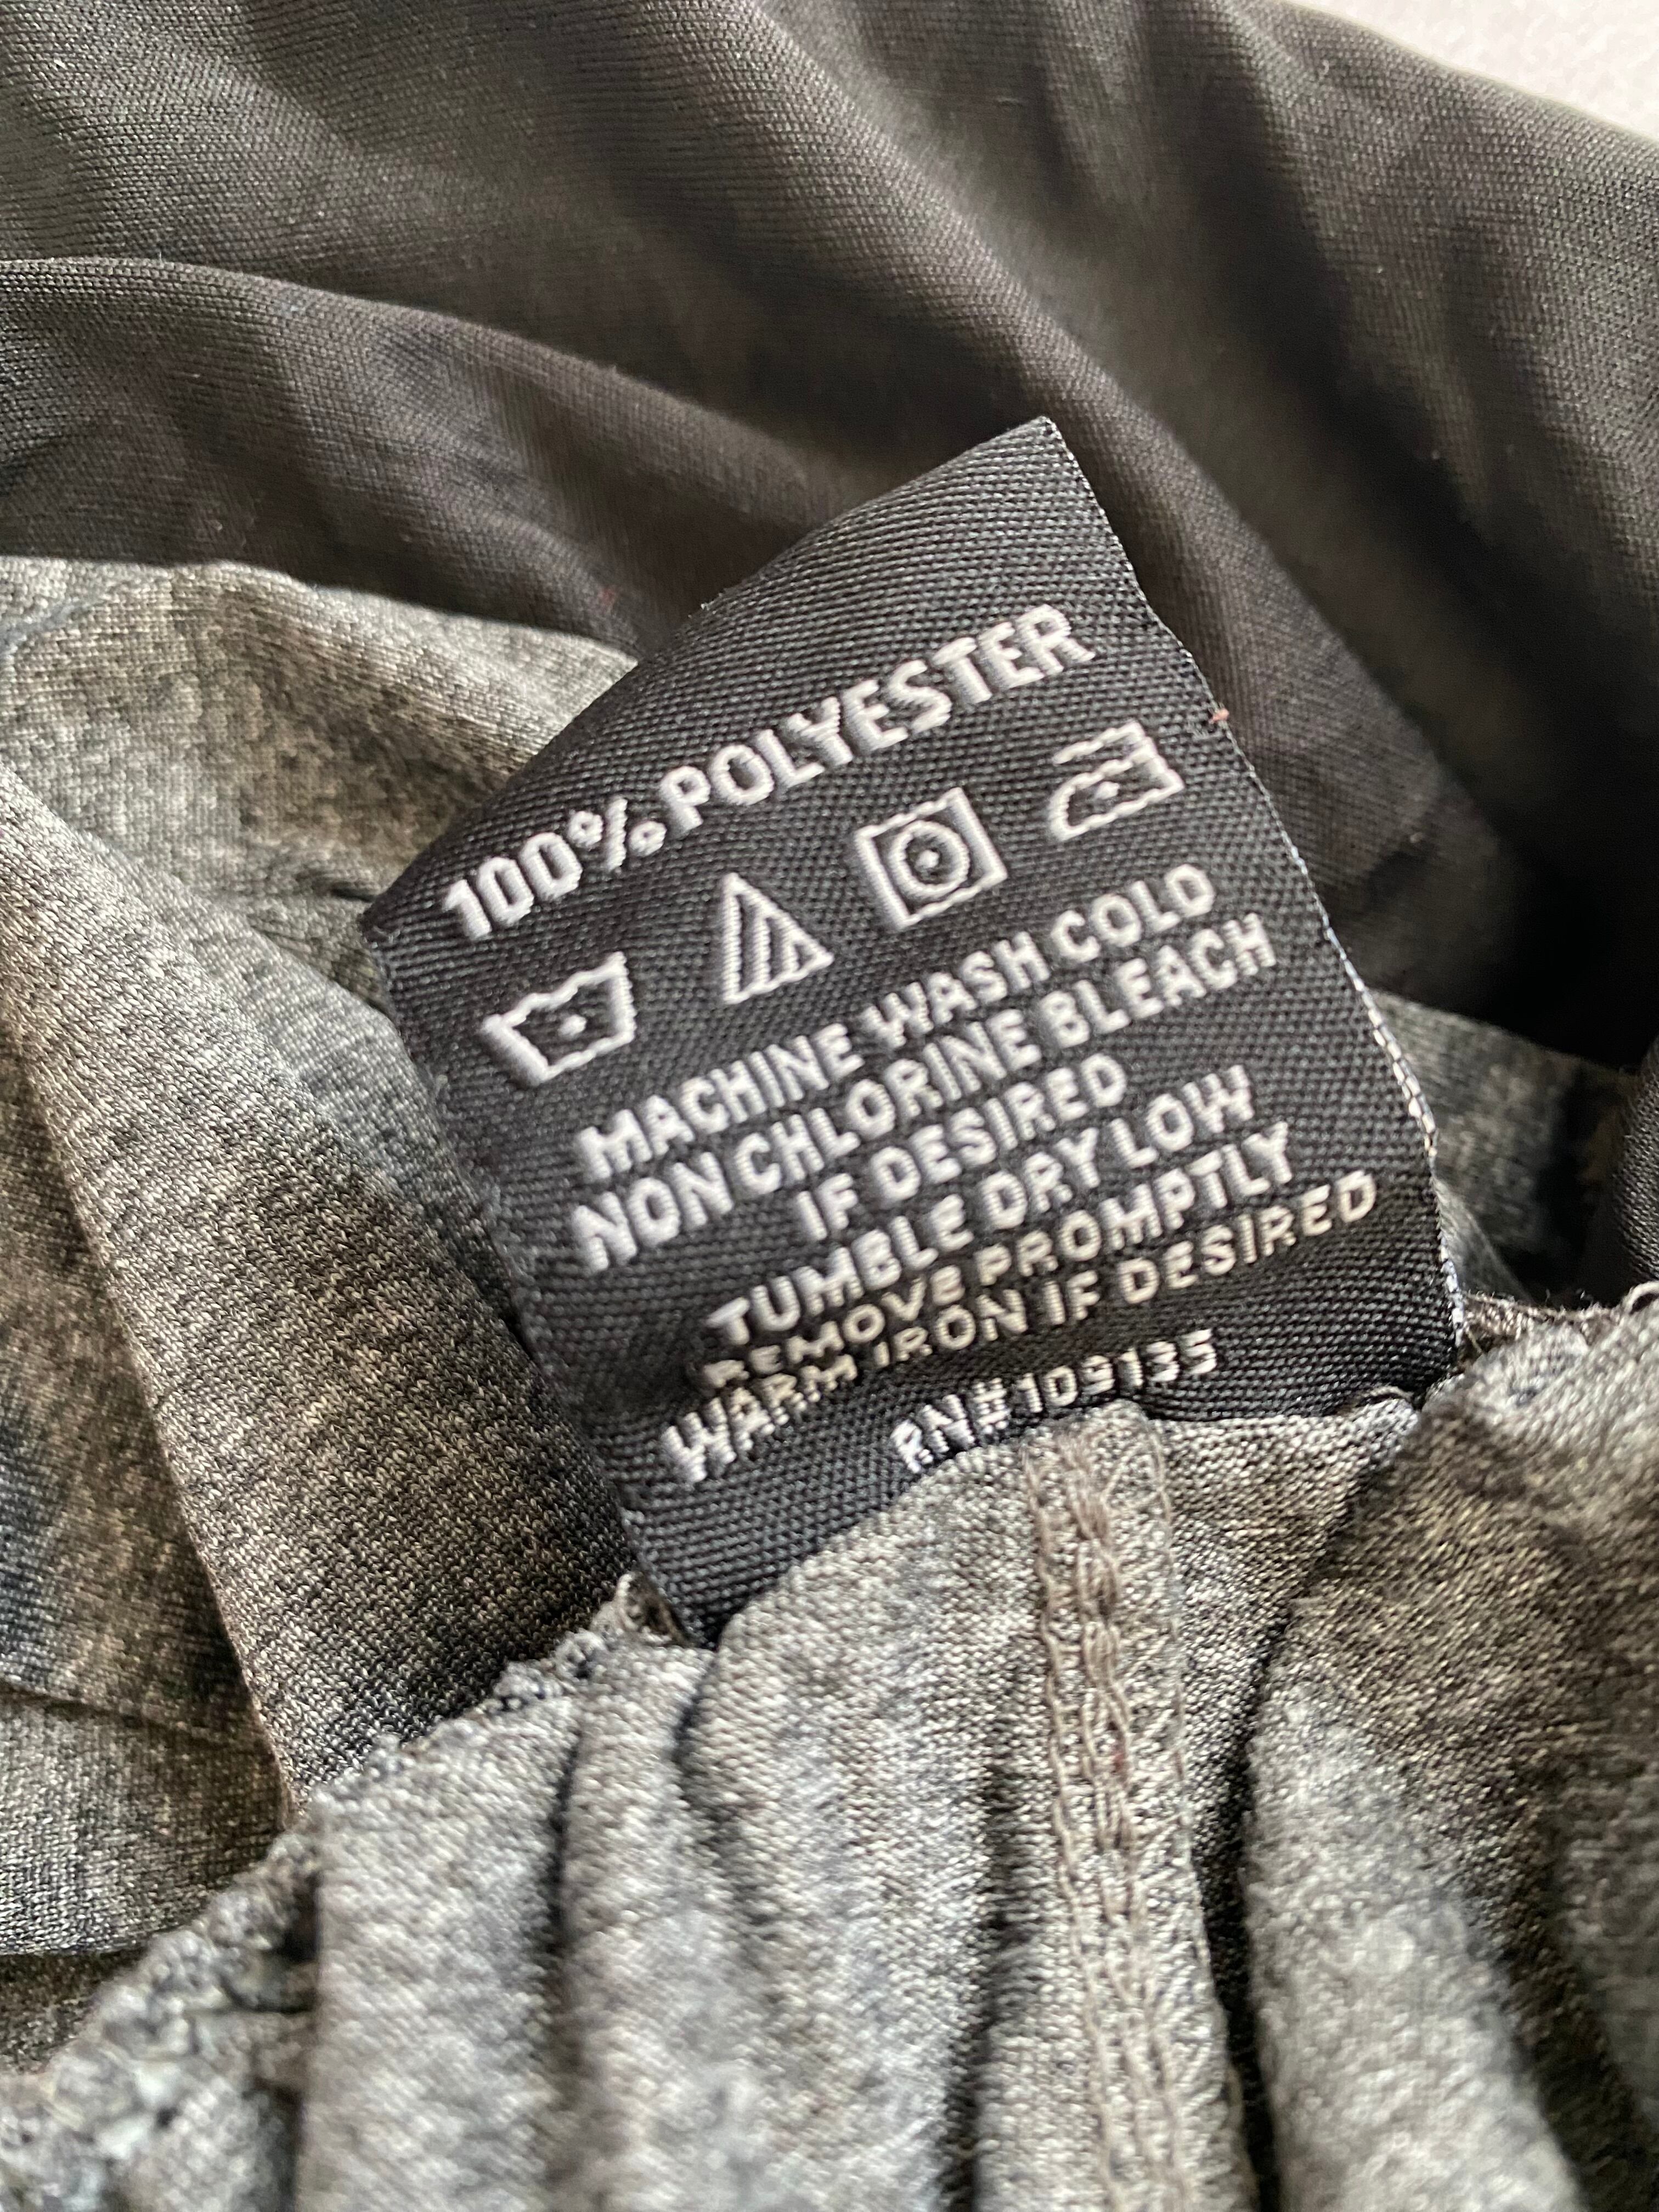 100% POLYESTER
MACHINE WASH COLD
NON CHLORINE BLEACH
IF DESIRED
TUMBLE DRY LOW
REMOVE PROMPTLY
WARM IRON IF DESIRED
RN# 109135